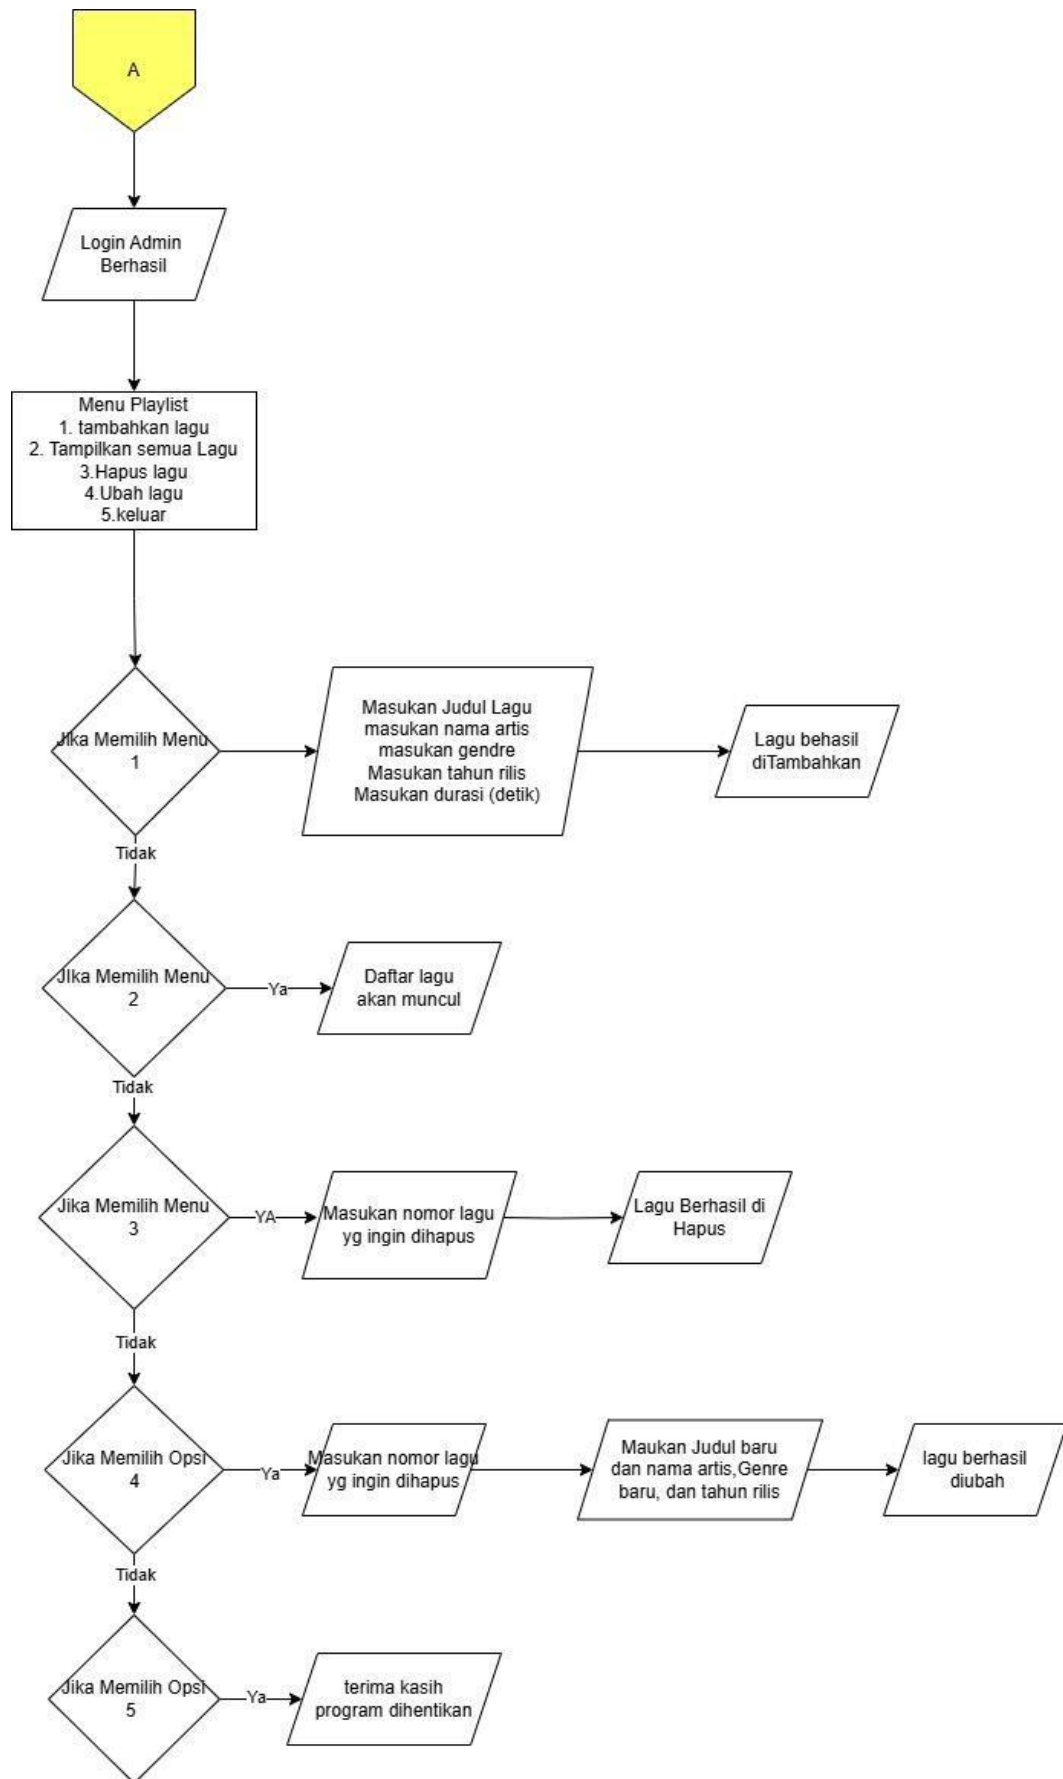 A
Login Admin
Berhasil
Menu Playlist
1. tambahkan lagu
2. Tampilkan semua Lagu
3.Hapus lagu
4.Ubah lagu
5.keluar
Jika Memilih Menu
1
Masukan Judul Lagu
masukan nama artis
masukan gendre
Masukan tahun rilis
Masukan durasi (detik)
Lagu behasil
diTambahkan
Tidak
JIka Memilih Menu
2
Ya
Daftar lagu
akan muncul
Tidak
Jika Memilih Menu
3
YA
Masukan nomor lagu
yg ingin dihapus
Lagu Berhasil di
Hapus
Tidak
Jika Memilih Opsi
4
Ya
Masukan nomor lagu
yg ingin dihapus
Maukan Judul baru
dan nama artis,Genre
baru, dan tahun rilis
lagu berhasil
diubah
Tidak
Jika Memilih Opsi
5
Ya
terima kasih
program dihentikan